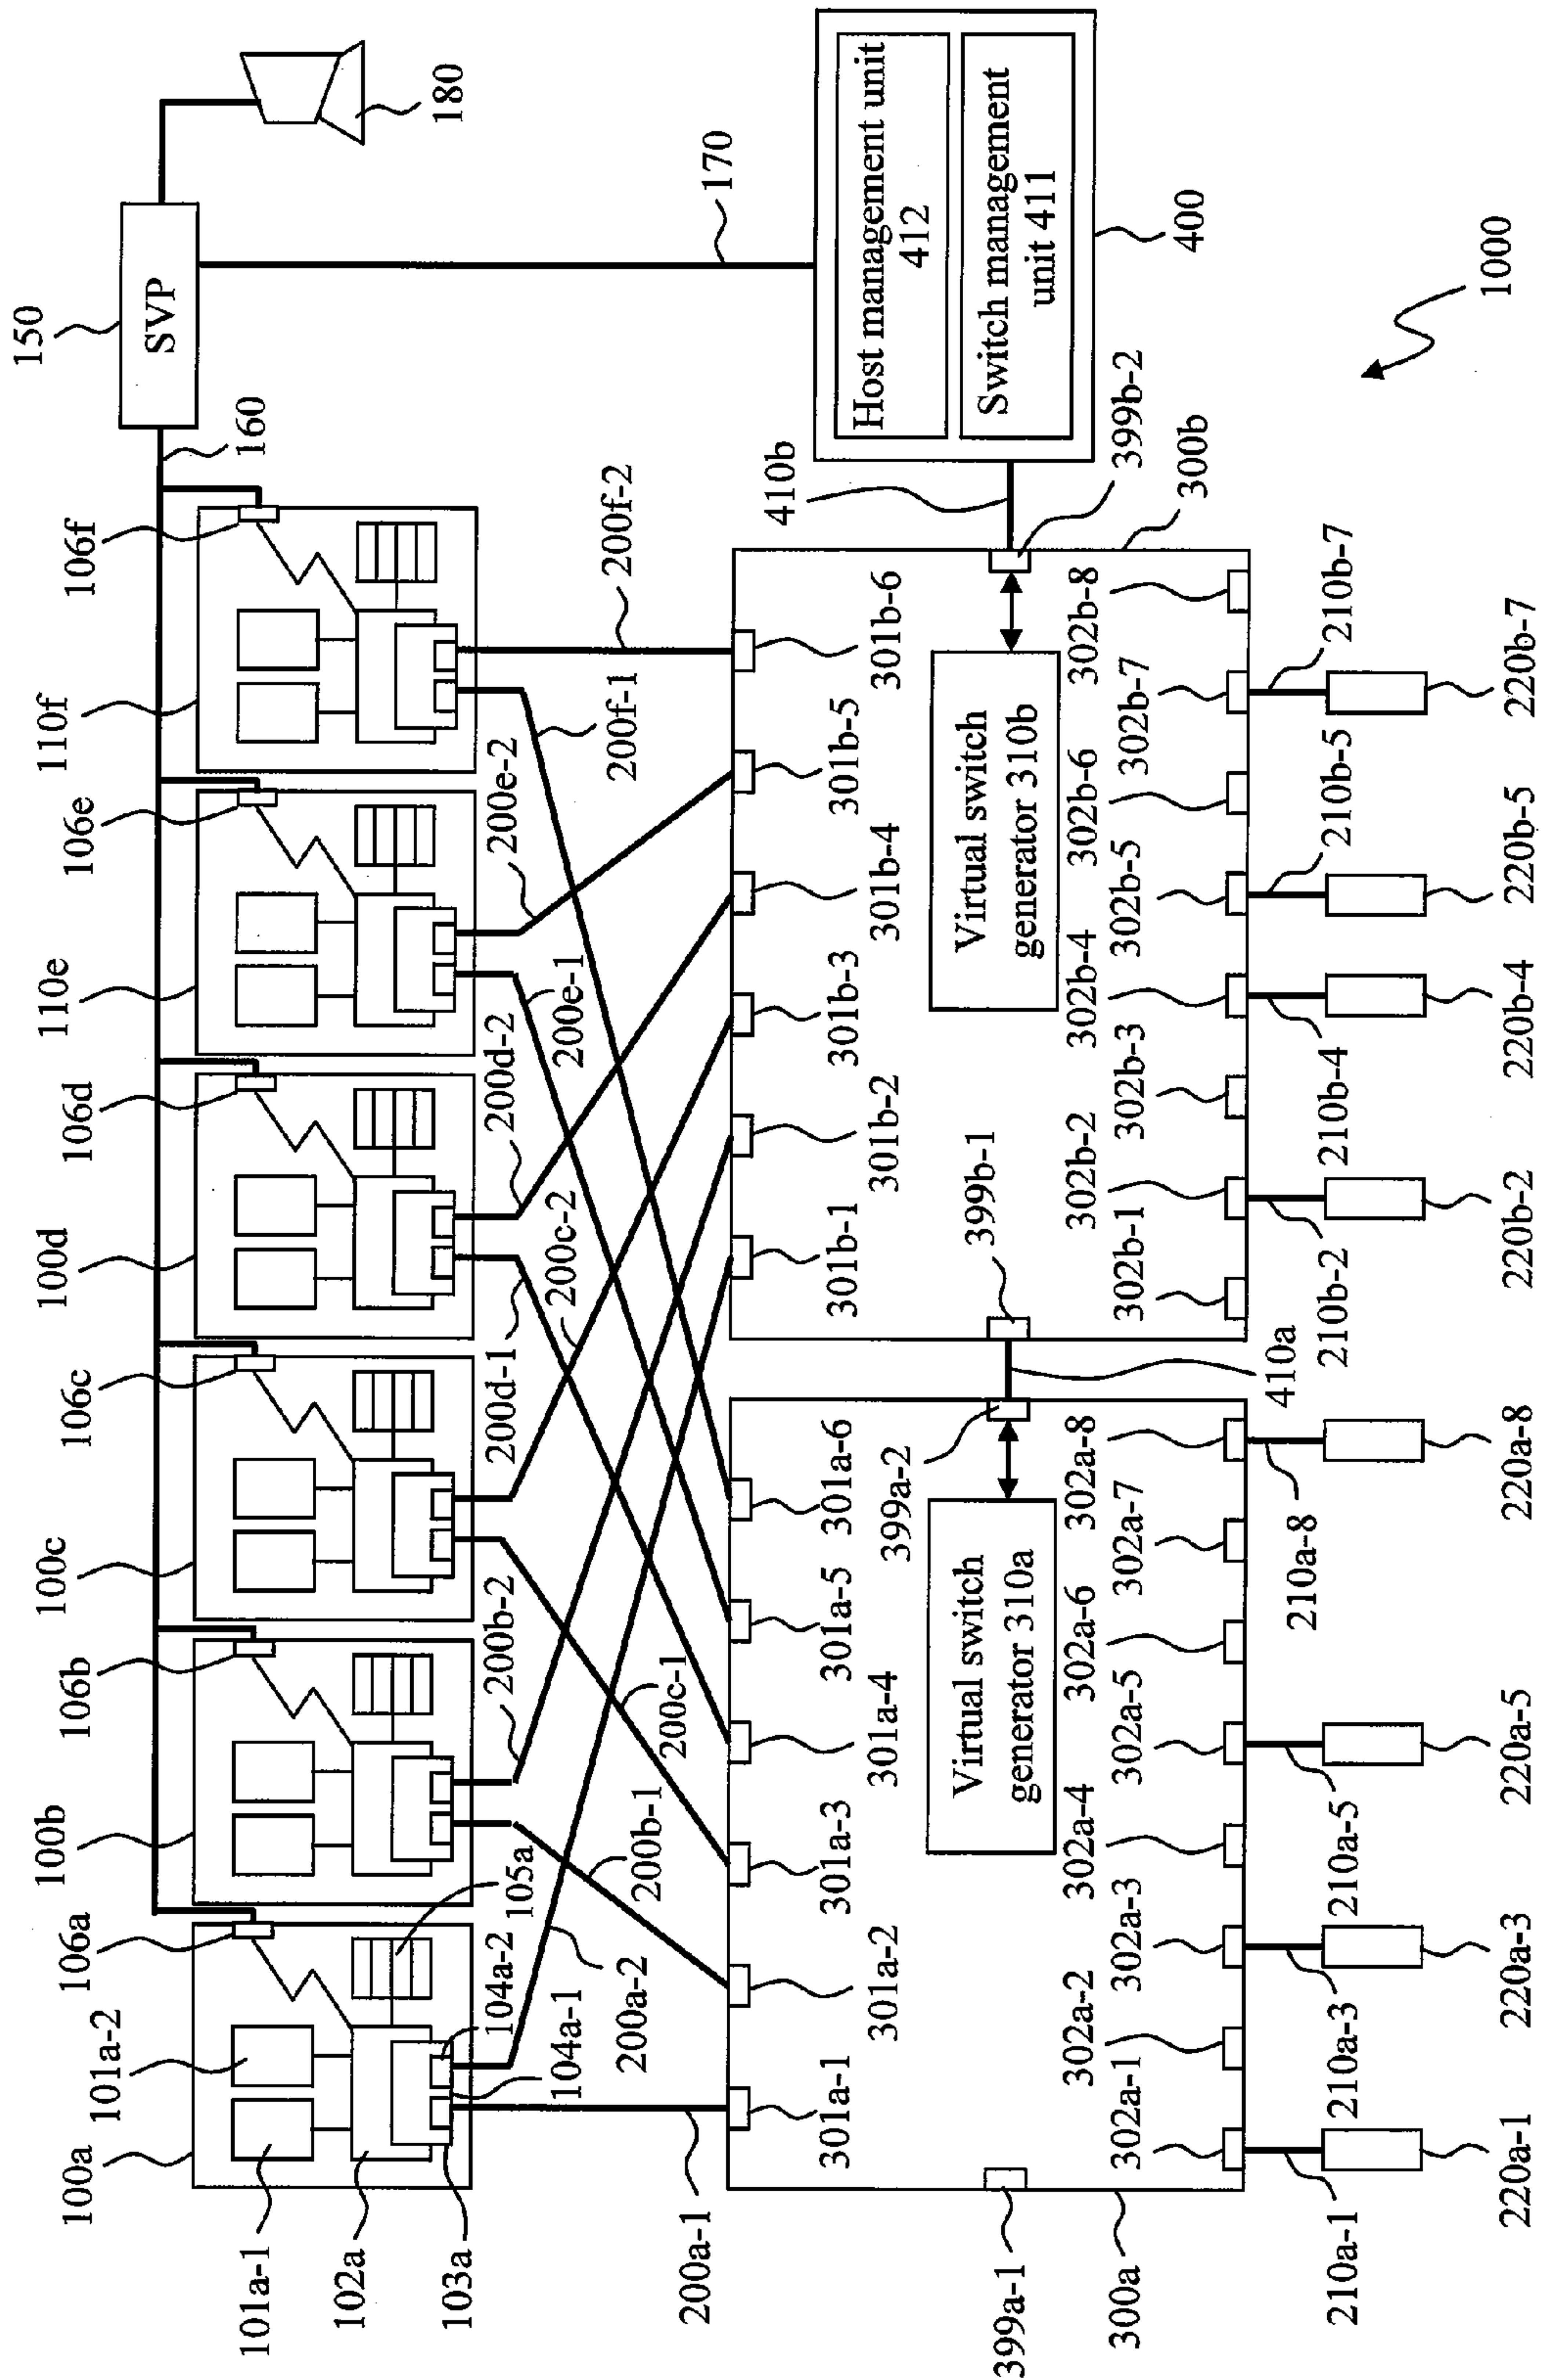 150
SVP
160
180
170
100a
101a-1
101a-2
102a
103a
104a-1
104a-2
105a
106a
100b
106b
100c
106c
100d
106d
110e
106e
110f
106f
200a-1
200a-2
200b-1
200b-2
200c-1
200c-2
200d-1
200d-2
200e-1
200e-2
200f-1
200f-2
Host management unit
412
Switch management
unit 411
400
1000
410b
399b-2
300b
301a-1
301a-2
301a-3
301a-4
301a-5
301a-6
301b-1
301b-2
301b-3
301b-4
301b-5
301b-6
399a-1
300a
Virtual switch
generator 310a
399a-2
410a
399b-1
Virtual switch
generator 310b
302a-1
302a-2
302a-3
302a-4
302a-5
302a-6
302a-7
302a-8
302b-1
302b-2
302b-3
302b-4
302b-5
302b-6
302b-7
302b-8
210a-1
210a-3
210a-5
210a-8
210b-2
210b-4
210b-5
210b-7
220a-1
220a-3
220a-5
220a-8
220b-2
220b-4
220b-5
220b-7